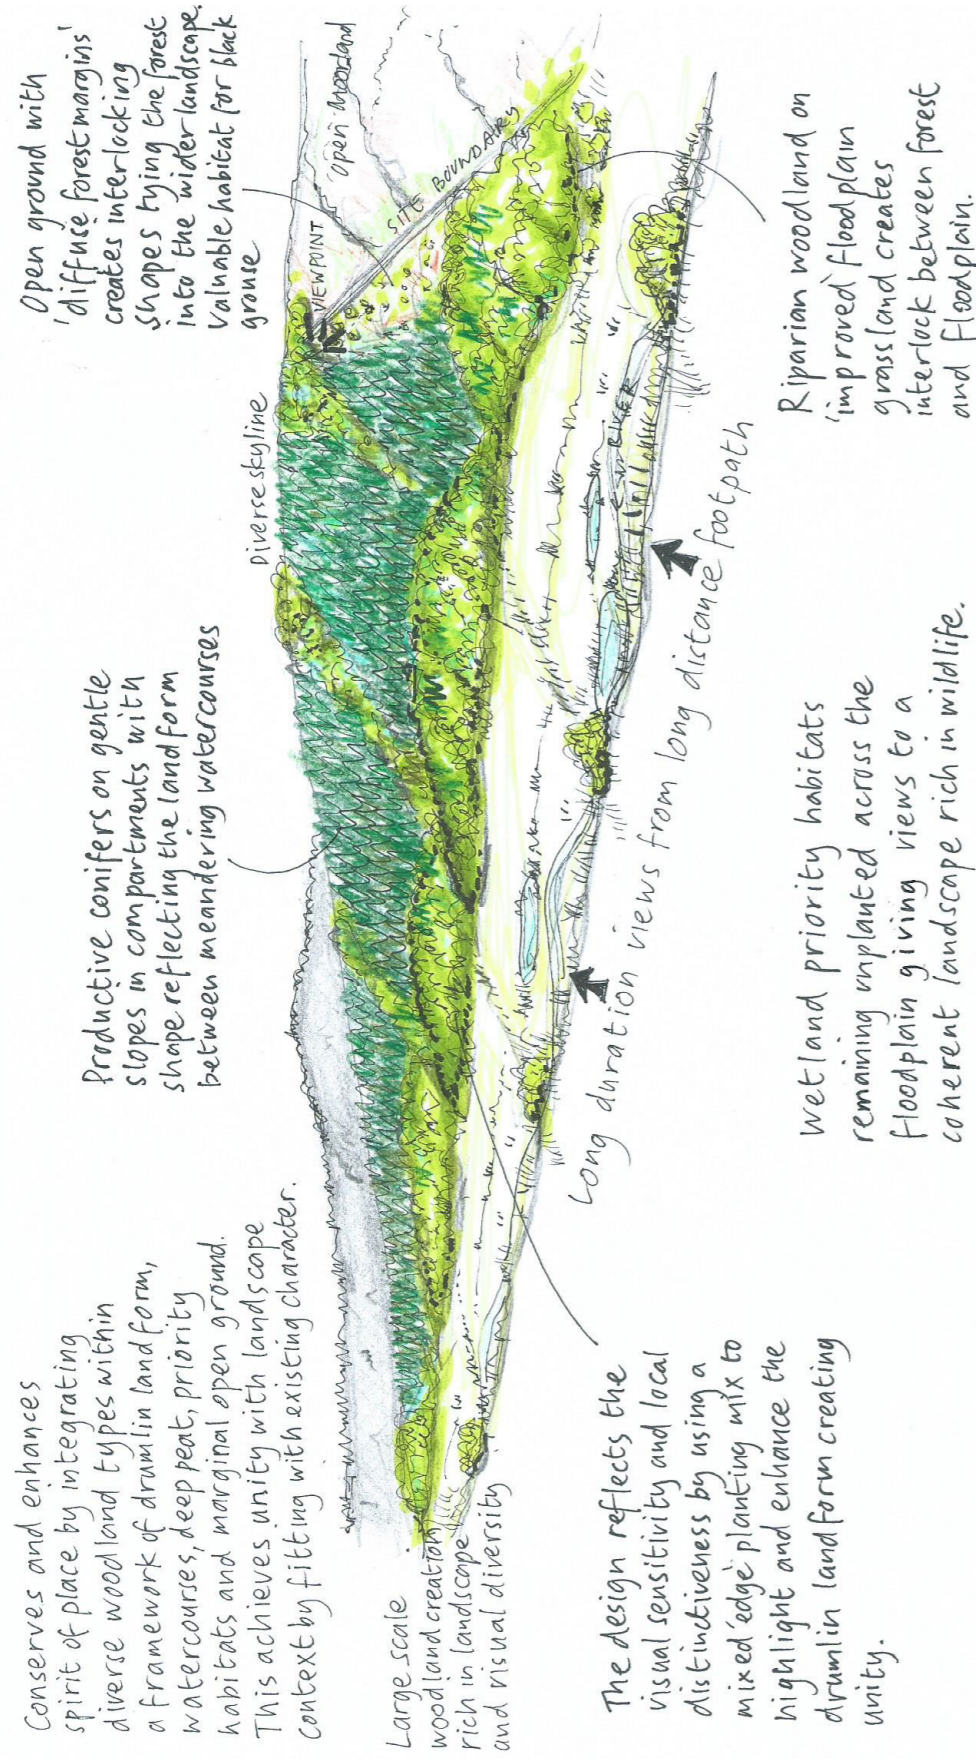 Conserves and enhances
spirit of place by integrating
diverse woodland types within
a framework of drumlin landform,
watercourses, deep peat, priority
habitats and marginal open ground.
This achieves unity with landscape
context by fitting with existing character.
Productive conifers on gentle
slopes in compartments with
shape reflecting the landform
between meandering watercourses
Open ground with
'diffuse forest margins'
creates interlocking
shapes tying the forest
into the wider landscape.
Valunable habitat for black
grouse
Diverse skyline
VIEWPOINT
open moorland
SITE BOUNDARY
Large scale
woodland creation
rich in landscape
and visual diversity
RIVER
Long duration views from long distance footpath
The design reflects the
visual sensitivity and local
distinctiveness by using a
mixed 'edge' planting mix to
highlight and enhance the
drumlin landform creating
unity.
Wetland priority habitats
remaining unplanted across the
floodplain giving views to a
coherent landscape rich in wildlife.
Riparian woodland on
'improved' floodplain
grassland creates
interlock between forest
and floodplain.